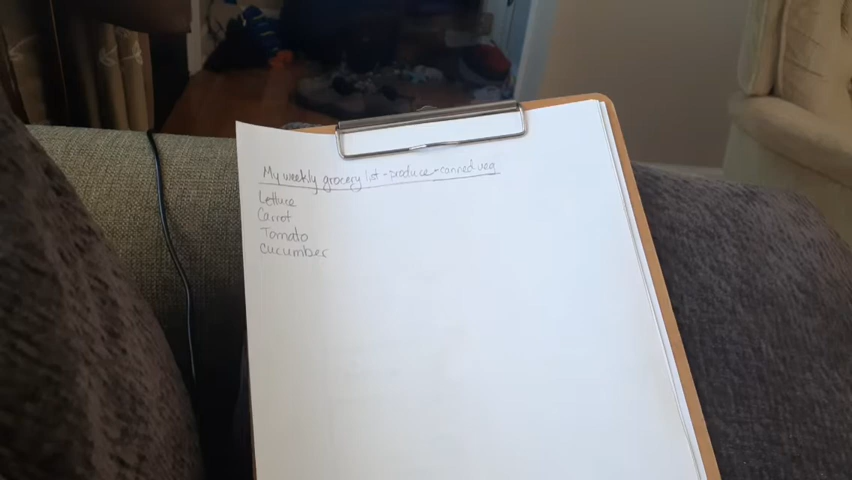 My weekly grocery list - produce - canned veg
Lettuce
Carrot
Tomato
cucumber